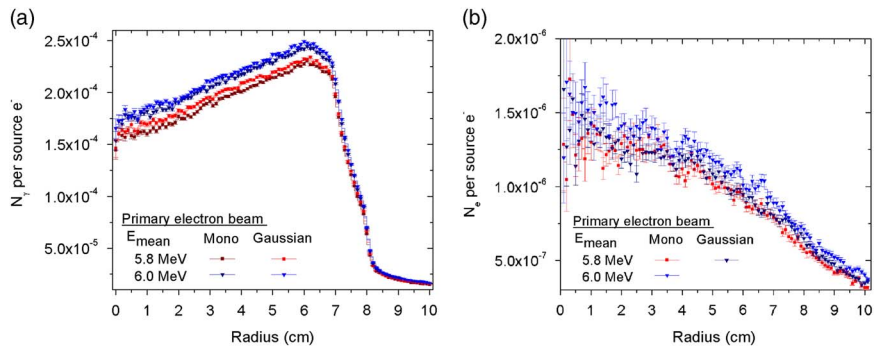 (a)
2.5x10⁻⁴
2.0x10⁻⁴
1.5x10⁻⁴
1.0x10⁻⁴
5.0x10⁻⁵
Nγ per source e⁻
Primary electron beam
Emean Mono Gaussian
5.8 MeV
6.0 MeV
0 1 2 3 4 5 6 7 8 9 10
Radius (cm)
(b)
2.0x10⁻⁶
1.5x10⁻⁶
1.0x10⁻⁶
5.0x10⁻⁷
Ne per source e⁻
Primary electron beam
Emean Mono Gaussian
5.8 MeV
6.0 MeV
0 1 2 3 4 5 6 7 8 9 10
Radius (cm)